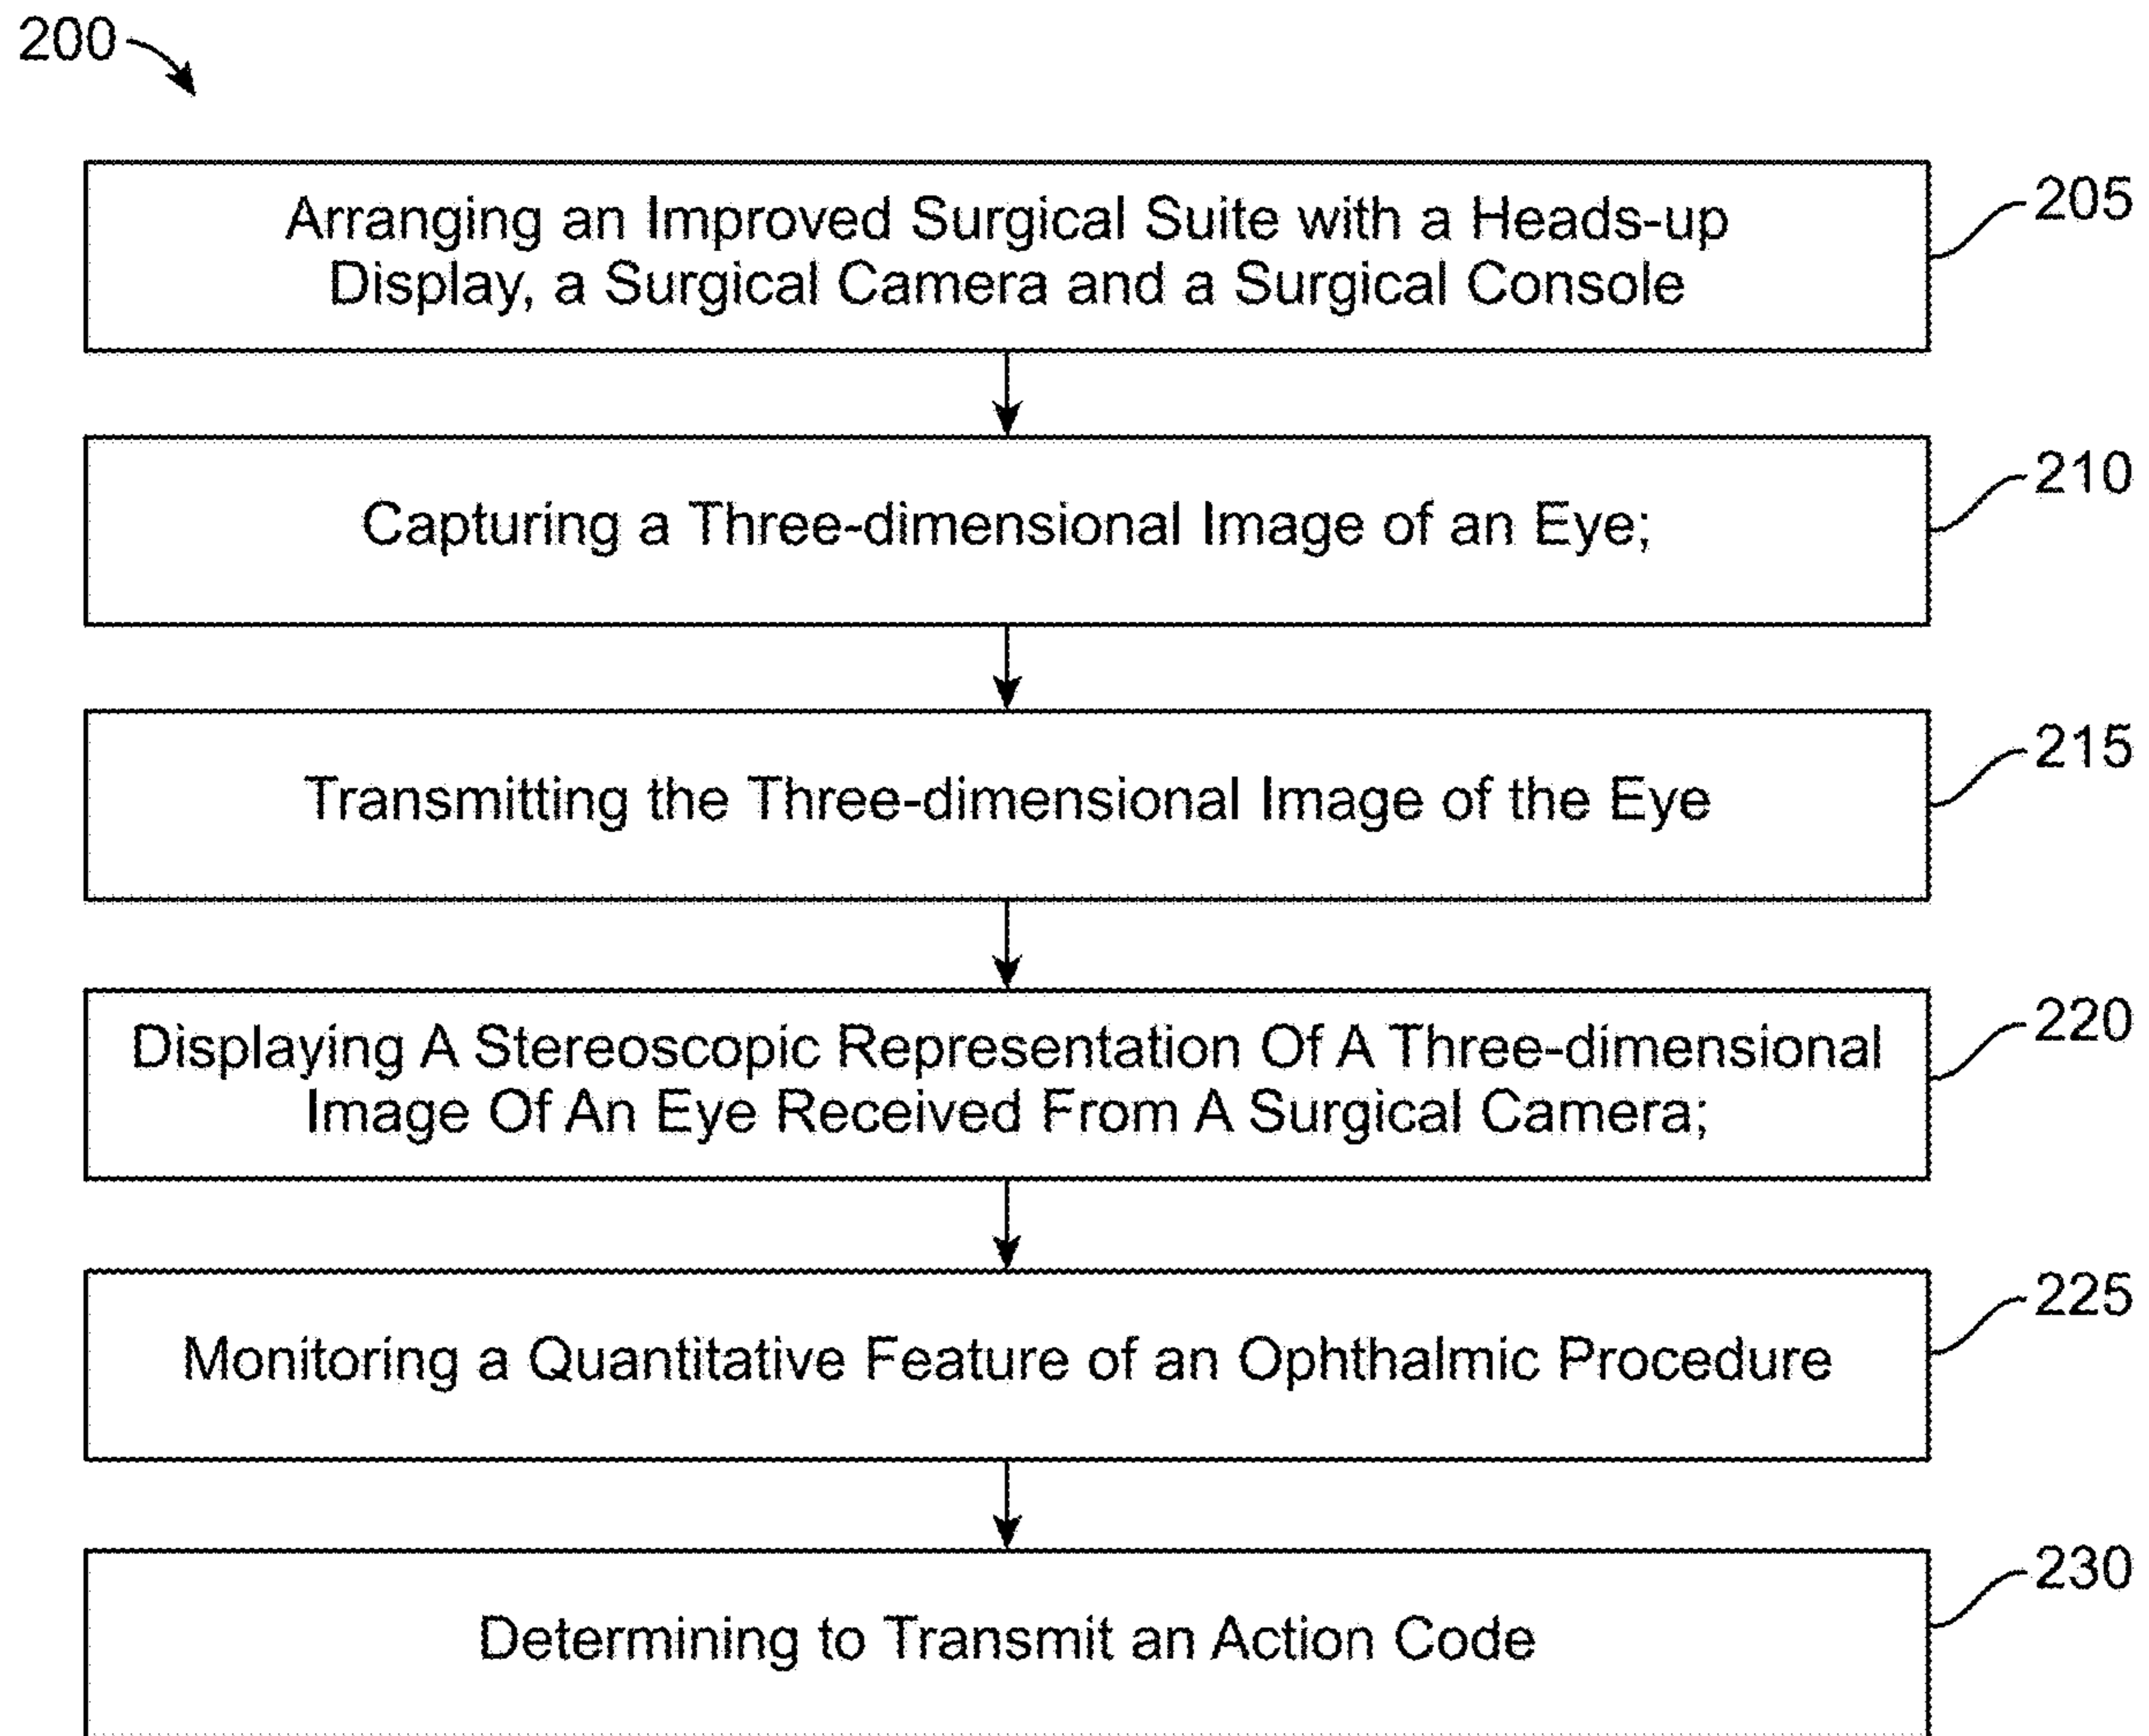 200
Arranging an Improved Surgical Suite with a Heads-up
Display, a Surgical Camera and a Surgical Console
205
Capturing a Three-dimensional Image of an Eye;
210
Transmitting the Three-dimensional Image of the Eye
215
Displaying A Stereoscopic Representation Of A Three-dimensional
Image Of An Eye Received From A Surgical Camera;
220
Monitoring a Quantitative Feature of an Ophthalmic Procedure
225
Determining to Transmit an Action Code
230